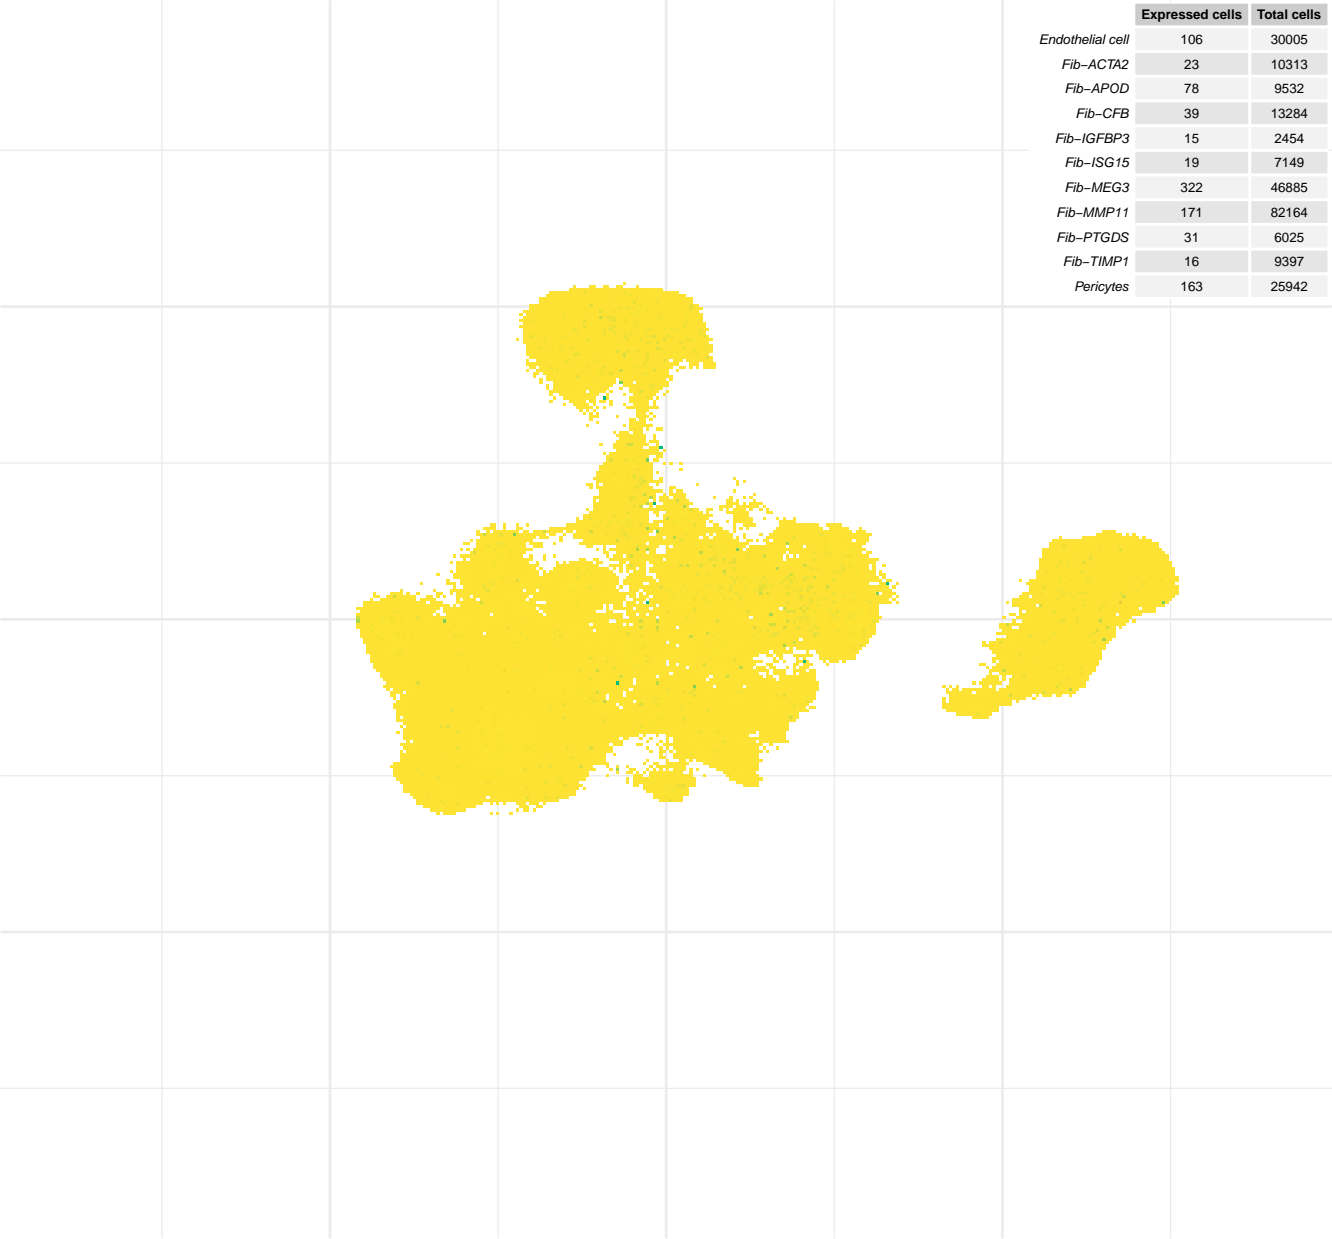 Expressed cells Total cells
Endothelial cell 106 30005
Fib−ACTA2 23 10313
Fib−APOD 78 9532
Fib−CFB 39 13284
Fib−IGFBP3 15 2454
Fib−ISG15 19 7149
Fib−MEG3 322 46885
Fib−MMP11 171 82164
Fib−PTGDS 31 6025
Fib−TIMP1 16 9397
Pericytes 163 25942